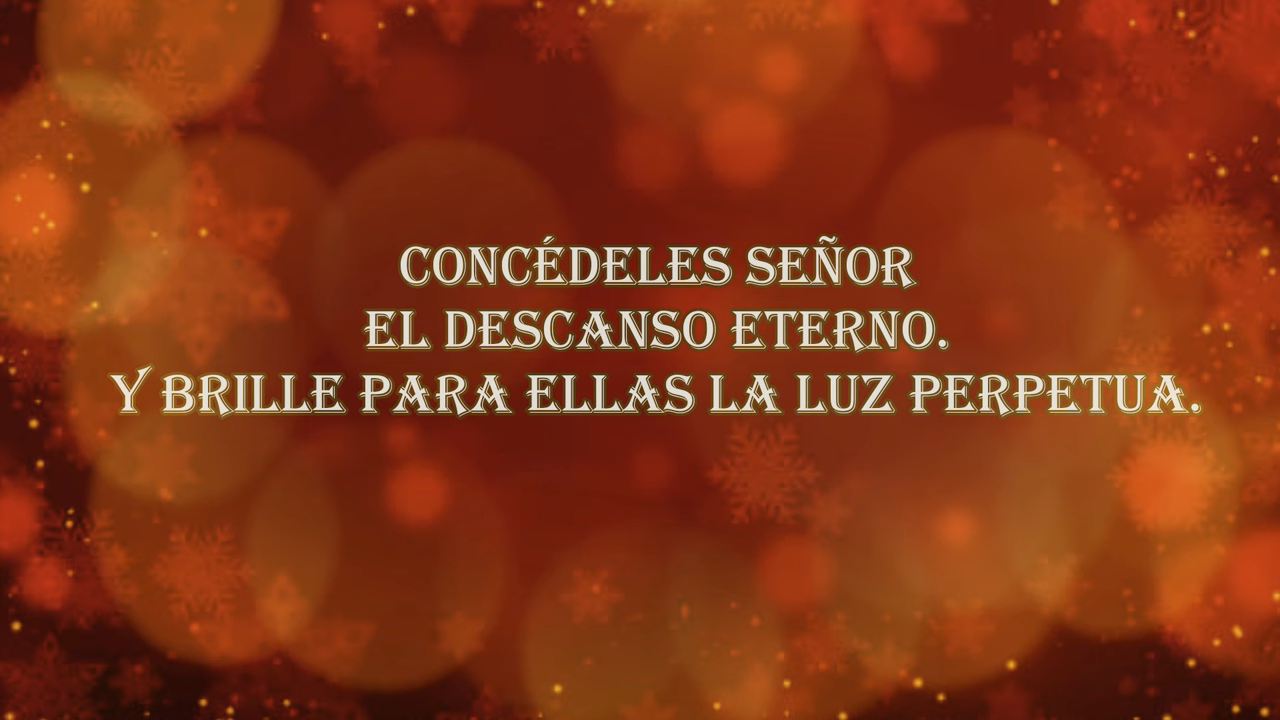 CONCÉDELES SEÑOR
EL DESCANSO ETERNO.
Y BRILLE PARA ELLAS LA LUZ PERPETUA.